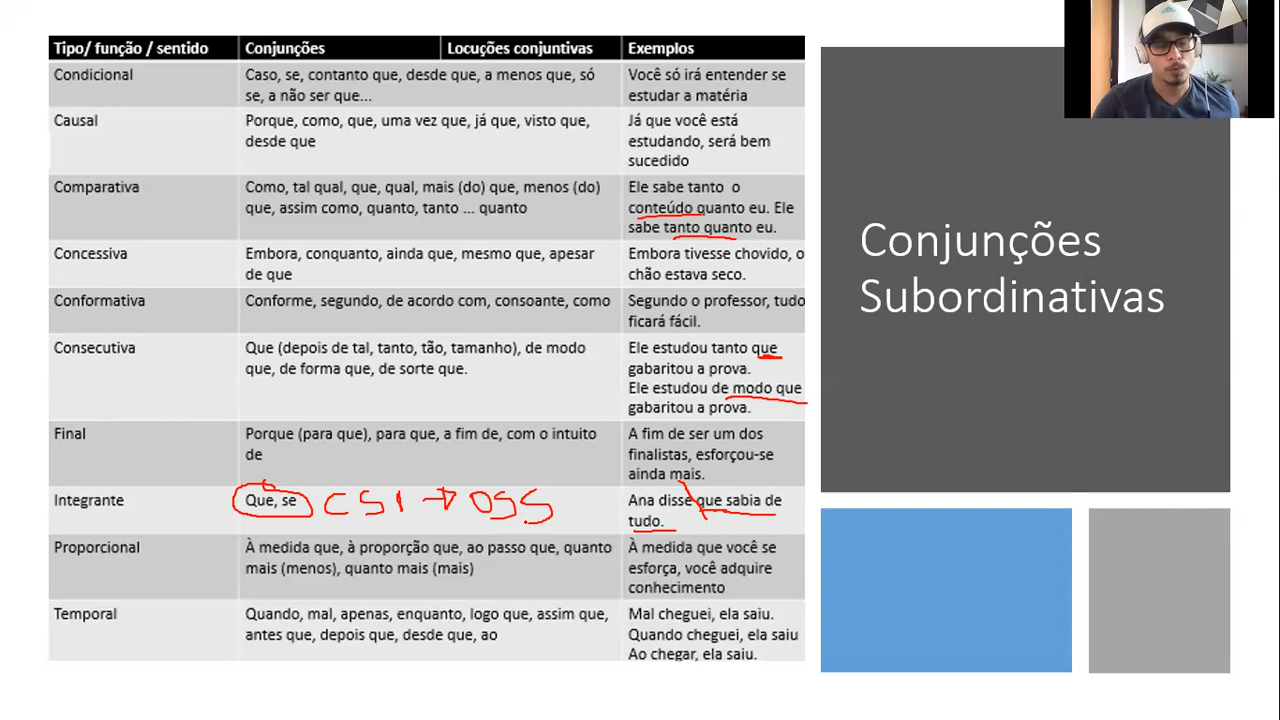 Tipo/ função / sentido Conjunções Locuções conjuntivas Exemplos
Condicional Caso, se, contanto que, desde que, a menos que, só Você só irá entender se
se, a não ser que... estudar a matéria
Causal Porque, como, que, uma vez que, já que, visto que, Já que você está
desde que estudando, será bem
sucedido
Comparativa Como, tal qual, que, qual, mais (do) que, menos (do) Ele sabe tanto o
que, assim como, quanto, tanto ... quanto conteúdo quanto eu. Ele
sabe tanto quanto eu.
Concessiva Embora, conquanto, ainda que, mesmo que, apesar Embora tivesse chovido, o
de que chão estava seco.
Conformativa Conforme, segundo, de acordo com, consoante, como Segundo o professor, tudo
ficará fácil.
Consecutiva Que (depois de tal, tanto, tão, tamanho), de modo Ele estudou tanto que
que, de forma que, de sorte que. gabaritou a prova.
Ele estudou de modo que
gabaritou a prova.
Final Porque (para que), para que, a fim de, com o intuito A fim de ser um dos
de finalistas, esforçou-se
ainda mais.
Integrante Que, se CSI → OSS Ana disse que sabia de
tudo.
Proporcional À medida que, à proporção que, ao passo que, quanto À medida que você se
mais (menos), quanto mais (mais) esforça, você adquire
conhecimento
Temporal Quando, mal, apenas, enquanto, logo que, assim que, Mal cheguei, ela saiu.
antes que, depois que, desde que, ao Quando cheguei, ela saiu
Ao chegar, ela saiu.
Conjunções
Subordinativas